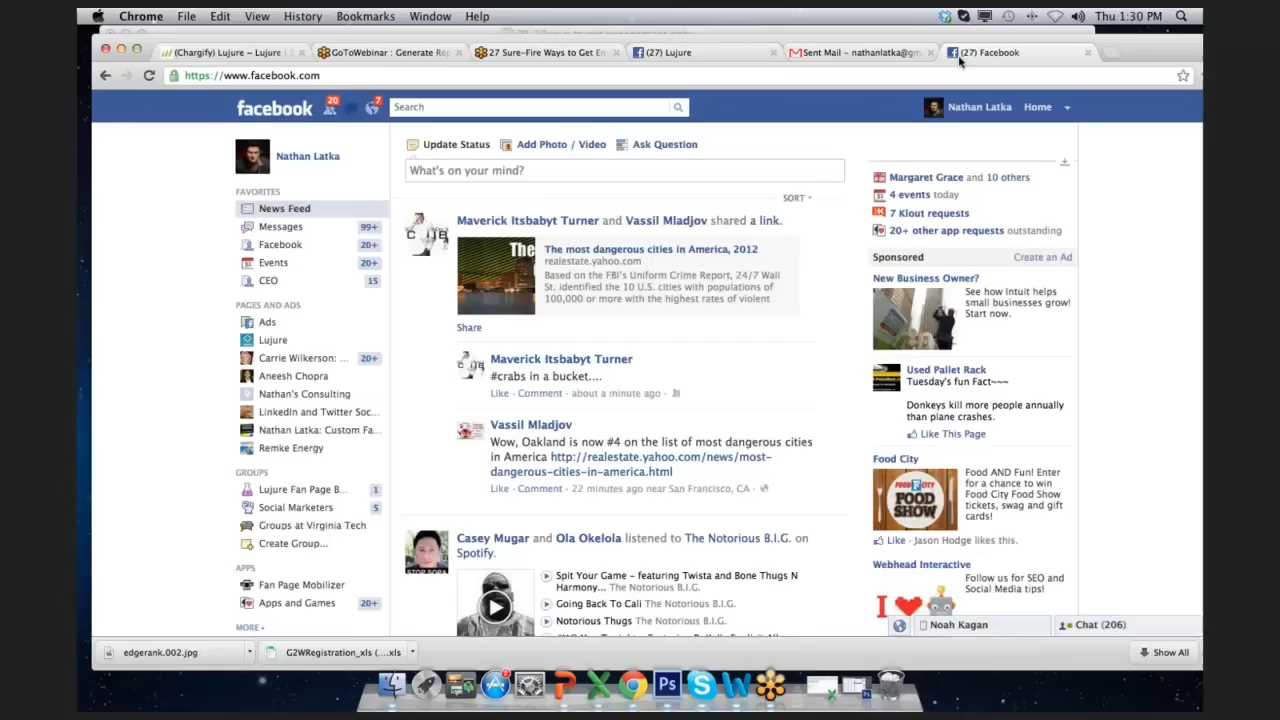 Chrome File Edit View History Bookmarks Window Help Thu 1:30 PM
(Chargify) Lujure ~ Lujure | S
GoToWebinar : Generate Re
27 Sure-Fire Ways to Get En
(27) Lujure
Sent Mail – nathanlatka@gm
(27) Facebook
https://www.facebook.com
facebook 20 7 Search Nathan Latka Home
Nathan Latka
FAVORITES
News Feed
Messages 99+
Facebook 20+
Events 20+
CEO 15
PAGES AND ADS
Ads
Lujure
Carrie Wilkerson: ... 20+
Aneesh Chopra
Nathan's Consulting
LinkedIn and Twitter Soc...
Nathan Latka: Custom Fa...
Remke Energy
GROUPS
Lujure Fan Page B... 1
Social Marketers 5
Groups at Virginia Tech
Create Group...
APPS
Fan Page Mobilizer
Apps and Games 20+
MORE
Update Status Add Photo / Video Ask Question
What's on your mind?
SORT
Maverick Itsbabyt Turner and Vassil Mladjov shared a link.
The
The most dangerous cities in America, 2012
realestate.yahoo.com
Based on the FBI's Uniform Crime Report, 24/7 Wall
St. identified the 10 U.S. cities with populations of
100,000 or more with the highest rates of violent
Share
Maverick Itsbabyt Turner
#crabs in a bucket....
Like · Comment · about a minute ago ·
Vassil Mladjov
Wow, Oakland is now #4 on the list of most dangerous cities
in America http://realestate.yahoo.com/news/most-
dangerous-cities-in-america.html
Like · Comment · 22 minutes ago near San Francisco, CA ·
Casey Mugar and Ola Okelola listened to The Notorious B.I.G. on
Spotify.
STOP SOPA
Spit Your Game – featuring Twista and Bone Thugs N
Harmony... The Notorious B.I.G.
Going Back To Cali The Notorious B.I.G.
Notorious Thugs The Notorious B.I.G.
Margaret Grace and 10 others
4 events today
7 Klout requests
20+ other app requests outstanding
Sponsored Create an Ad
New Business Owner?
See how Intuit helps
small businesses grow!
Start now.
Used Pallet Rack
Tuesday's fun Fact~~~
Donkeys kill more people annually
than plane crashes.
Like This Page
Food City
FOOD CITY
FOOD
SHOW
Food AND Fun! Enter
for a chance to win
Food City Food Show
tickets, swag and gift
cards!
Like · Jason Hodge likes this.
Webhead Interactive
I
Follow us for SEO and
Social Media tips!
Noah Kagan
Chat (206)
edgerank.002.jpg
G2WRegistration_xls (....xls
Show All
Ps